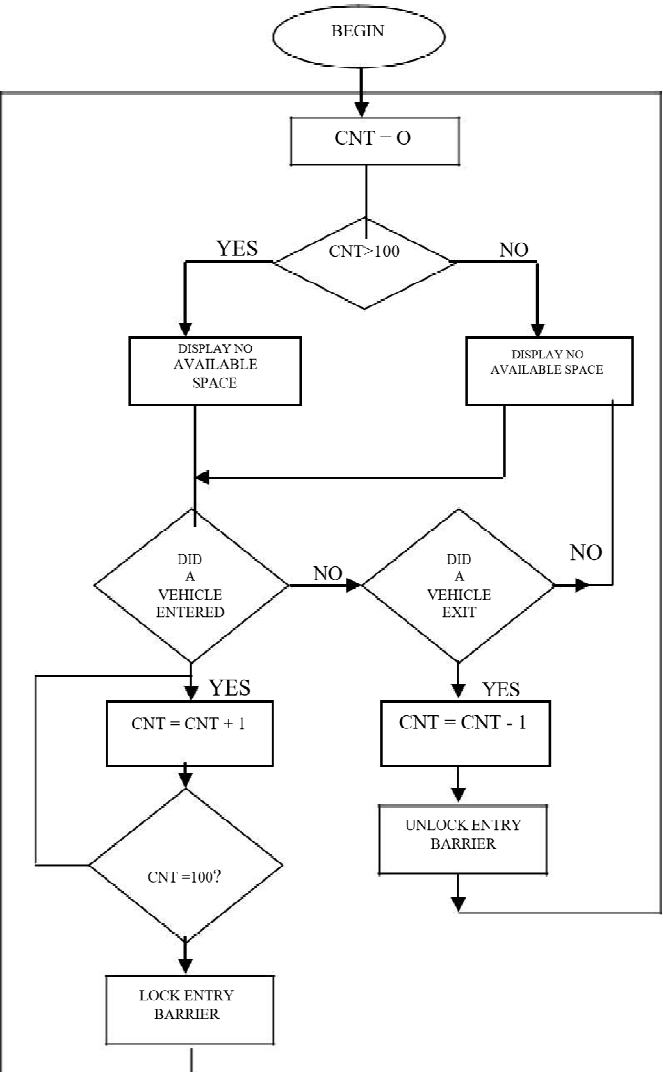 BEGIN
CNT = O
CNT>100
YES
NO
DISPLAY NO
AVAILABLE
SPACE
DISPLAY NO
AVAILABLE SPACE
DID
A
VEHICLE
ENTERED
NO
DID
A
VEHICLE
EXIT
NO
YES
YES
CNT = CNT + 1
CNT = CNT - 1
UNLOCK ENTRY
BARRIER
CNT =100?
LOCK ENTRY
BARRIER